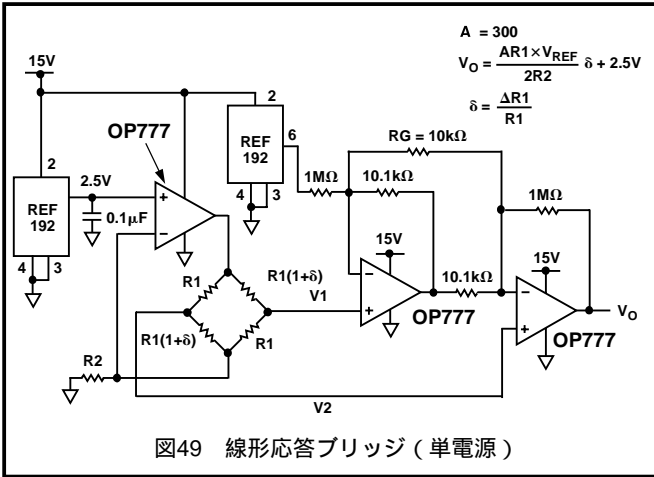 A = 300
V_O = AR1×V_REF / 2R2 δ + 2.5V
δ = ΔR1 / R1
15V
2
REF
192
4
3
2.5V
0.1µF
OP777
+
−
2
REF
192
6
4
3
1MΩ
RG = 10kΩ
10.1kΩ
1MΩ
15V
−
+
OP777
10.1kΩ
15V
−
+
OP777
V_O
R1
R1(1+δ)
V1
R1(1+δ)
R1
R2
V2
図49 線形応答ブリッジ(単電源)